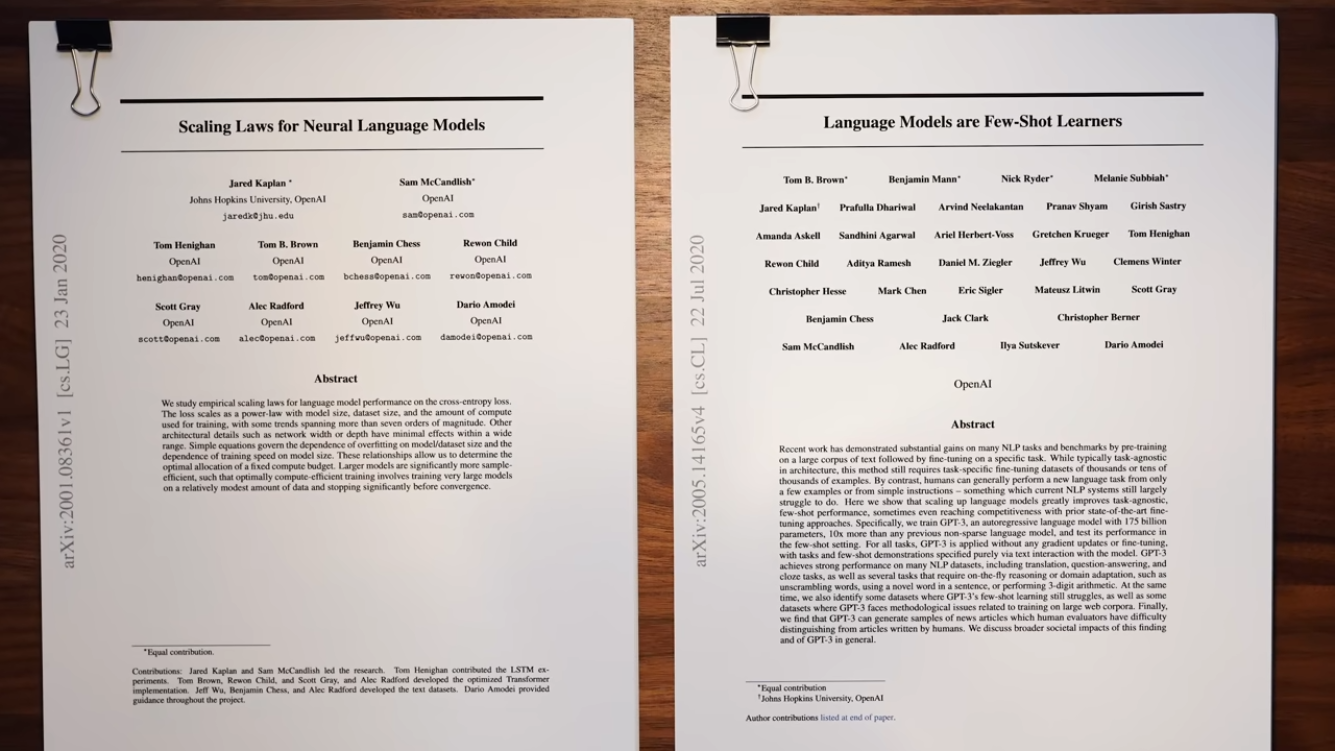 Scaling Laws for Neural Language Models
Jared Kaplan *
Johns Hopkins University, OpenAI
jaredk@jhu.edu
Sam McCandlish*
OpenAI
sam@openai.com
Tom Henighan
OpenAI
henighan@openai.com
Tom B. Brown
OpenAI
tom@openai.com
Benjamin Chess
OpenAI
bchess@openai.com
Rewon Child
OpenAI
rewon@openai.com
Scott Gray
OpenAI
scott@openai.com
Alec Radford
OpenAI
alec@openai.com
Jeffrey Wu
OpenAI
jeffwu@openai.com
Dario Amodei
OpenAI
damodei@openai.com
Abstract
We study empirical scaling laws for language model performance on the cross-entropy loss.
The loss scales as a power-law with model size, dataset size, and the amount of compute
used for training, with some trends spanning more than seven orders of magnitude. Other
architectural details such as network width or depth have minimal effects within a wide
range. Simple equations govern the dependence of overfitting on model/dataset size and the
dependence of training speed on model size. These relationships allow us to determine the
optimal allocation of a fixed compute budget. Larger models are significantly more sample-
efficient, such that optimally compute-efficient training involves training very large models
on a relatively modest amount of data and stopping significantly before convergence.
*Equal contribution.
Contributions: Jared Kaplan and Sam McCandlish led the research. Tom Henighan contributed the LSTM ex-
periments. Tom Brown, Rewon Child, and Scott Gray, and Alec Radford developed the optimized Transformer
implementation. Jeff Wu, Benjamin Chess, and Alec Radford developed the text datasets. Dario Amodei provided
guidance throughout the project.
arXiv:2001.08361v1 [cs.LG] 23 Jan 2020
Language Models are Few-Shot Learners
Tom B. Brown* Benjamin Mann* Nick Ryder* Melanie Subbiah*
Jared Kaplan† Prafulla Dhariwal Arvind Neelakantan Pranav Shyam Girish Sastry
Amanda Askell Sandhini Agarwal Ariel Herbert-Voss Gretchen Krueger Tom Henighan
Rewon Child Aditya Ramesh Daniel M. Ziegler Jeffrey Wu Clemens Winter
Christopher Hesse Mark Chen Eric Sigler Mateusz Litwin Scott Gray
Benjamin Chess Jack Clark Christopher Berner
Sam McCandlish Alec Radford Ilya Sutskever Dario Amodei
OpenAI
Abstract
Recent work has demonstrated substantial gains on many NLP tasks and benchmarks by pre-training
on a large corpus of text followed by fine-tuning on a specific task. While typically task-agnostic
in architecture, this method still requires task-specific fine-tuning datasets of thousands or tens of
thousands of examples. By contrast, humans can generally perform a new language task from only
a few examples or from simple instructions – something which current NLP systems still largely
struggle to do. Here we show that scaling up language models greatly improves task-agnostic,
few-shot performance, sometimes even reaching competitiveness with prior state-of-the-art fine-
tuning approaches. Specifically, we train GPT-3, an autoregressive language model with 175 billion
parameters, 10x more than any previous non-sparse language model, and test its performance in
the few-shot setting. For all tasks, GPT-3 is applied without any gradient updates or fine-tuning,
with tasks and few-shot demonstrations specified purely via text interaction with the model. GPT-3
achieves strong performance on many NLP datasets, including translation, question-answering, and
cloze tasks, as well as several tasks that require on-the-fly reasoning or domain adaptation, such as
unscrambling words, using a novel word in a sentence, or performing 3-digit arithmetic. At the same
time, we also identify some datasets where GPT-3's few-shot learning still struggles, as well as some
datasets where GPT-3 faces methodological issues related to training on large web corpora. Finally,
we find that GPT-3 can generate samples of news articles which human evaluators have difficulty
distinguishing from articles written by humans. We discuss broader societal impacts of this finding
and of GPT-3 in general.
*Equal contribution
†Johns Hopkins University, OpenAI
Author contributions listed at end of paper.
arXiv:2005.14165v4 [cs.CL] 22 Jul 2020